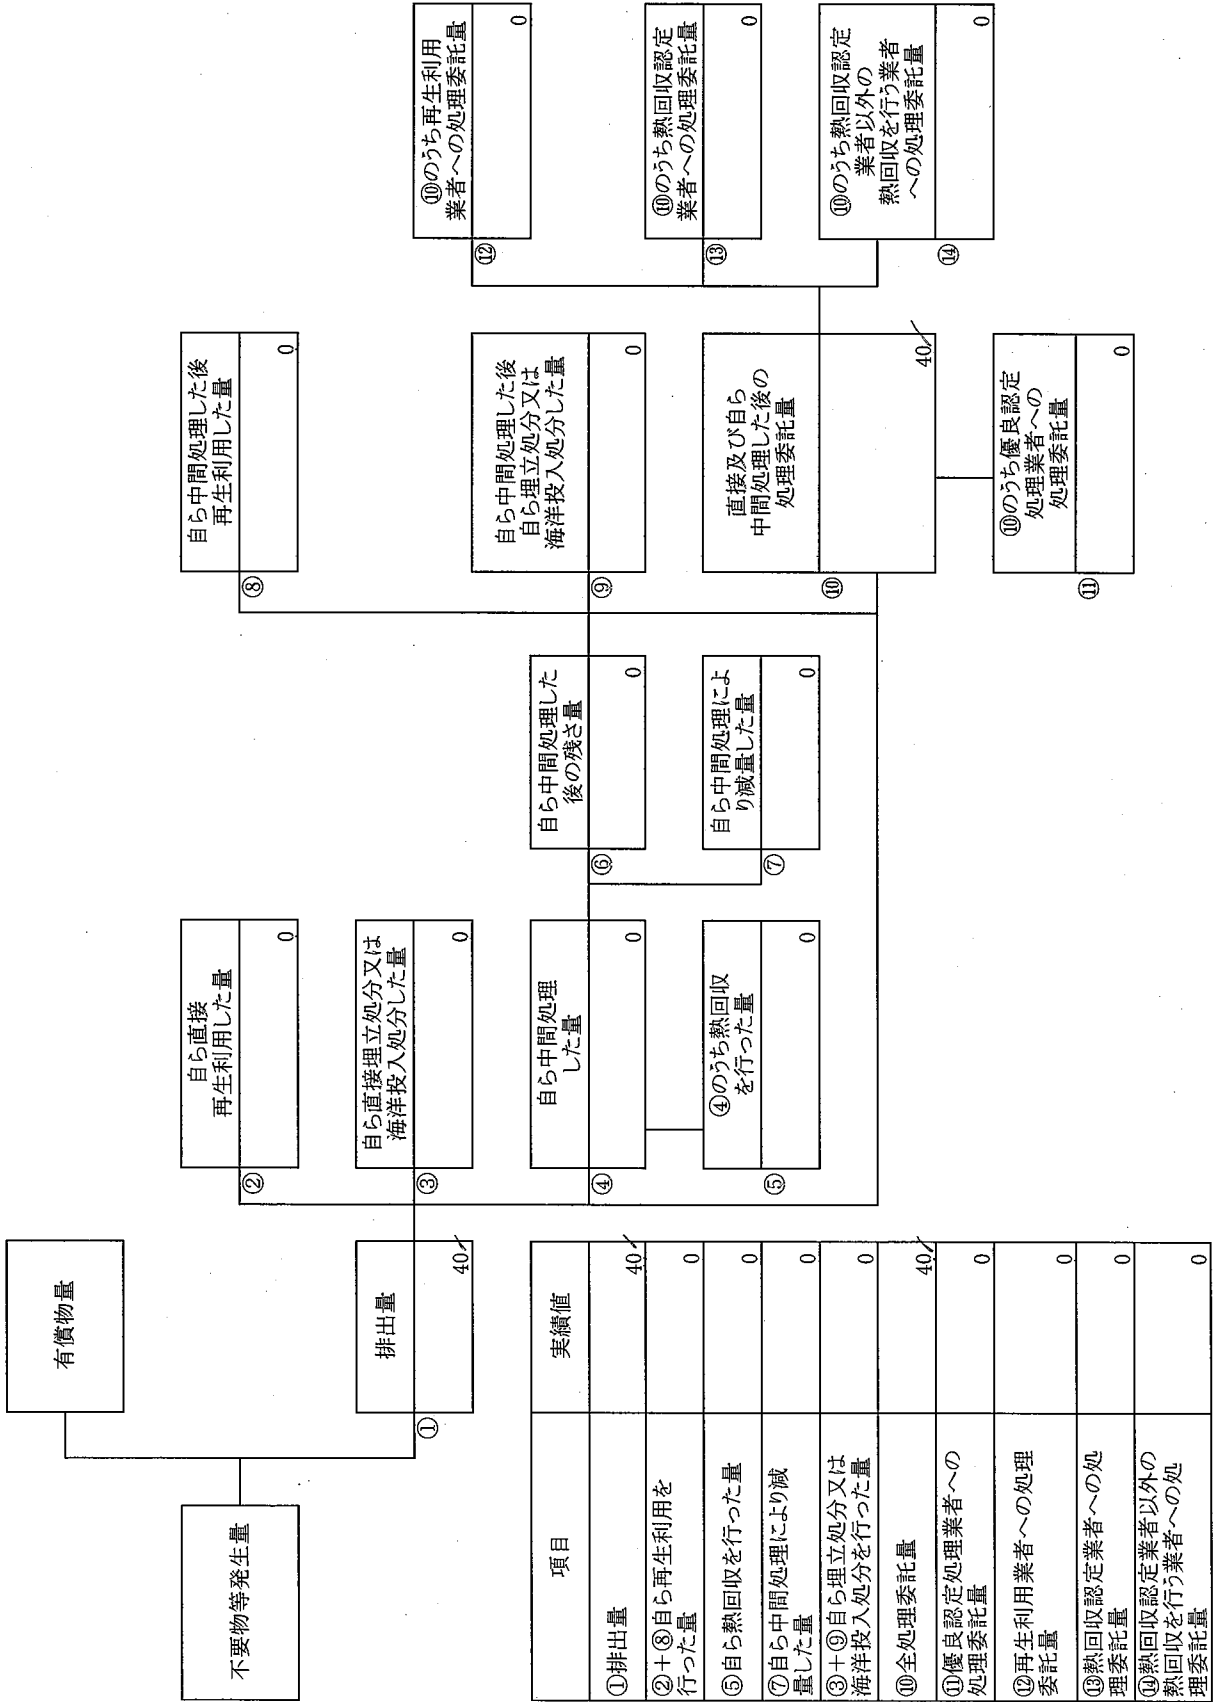 不要物等発生量
有償物量
排出量
①
40
自ら直接
再生利用した量
②
0
自ら直接埋立処分又は
海洋投入処分した量
③
0
自ら中間処理
した量
④
0
④のうち熱回収
を行った量
⑤
0
自ら中間処理した
後の残さ量
⑥
0
自ら中間処理によ
り減量した量
⑦
0
自ら中間処理した後
再生利用した量
⑧
0
自ら中間処理した後
自ら埋立処分又は
海洋投入処分した量
⑨
0
直接及び自ら
中間処理した後の
処理委託量
⑩
40
⑩のうち優良認定
処理業者への
処理委託量
⑪
0
⑩のうち再生利用
業者への処理委託量
⑫
0
⑩のうち熱回収認定
業者への処理委託量
⑬
0
⑩のうち熱回収認定
業者以外の
熱回収を行う業者
への処理委託量
⑭
0
項目 実績値
①排出量 40
②+⑧自ら再生利用を
行った量 0
⑤自ら熱回収を行った量 0
⑦自ら中間処理により減
量した量 0
③+⑨自ら埋立処分又は
海洋投入処分を行った量 0
⑩全処理委託量 40
⑪優良認定処理業者への
処理委託量 0
⑫再生利用業者への処理
委託量 0
⑬熱回収認定業者への処
理委託量 0
⑭熱回収認定業者以外の
熱回収を行う業者への処
理委託量 0